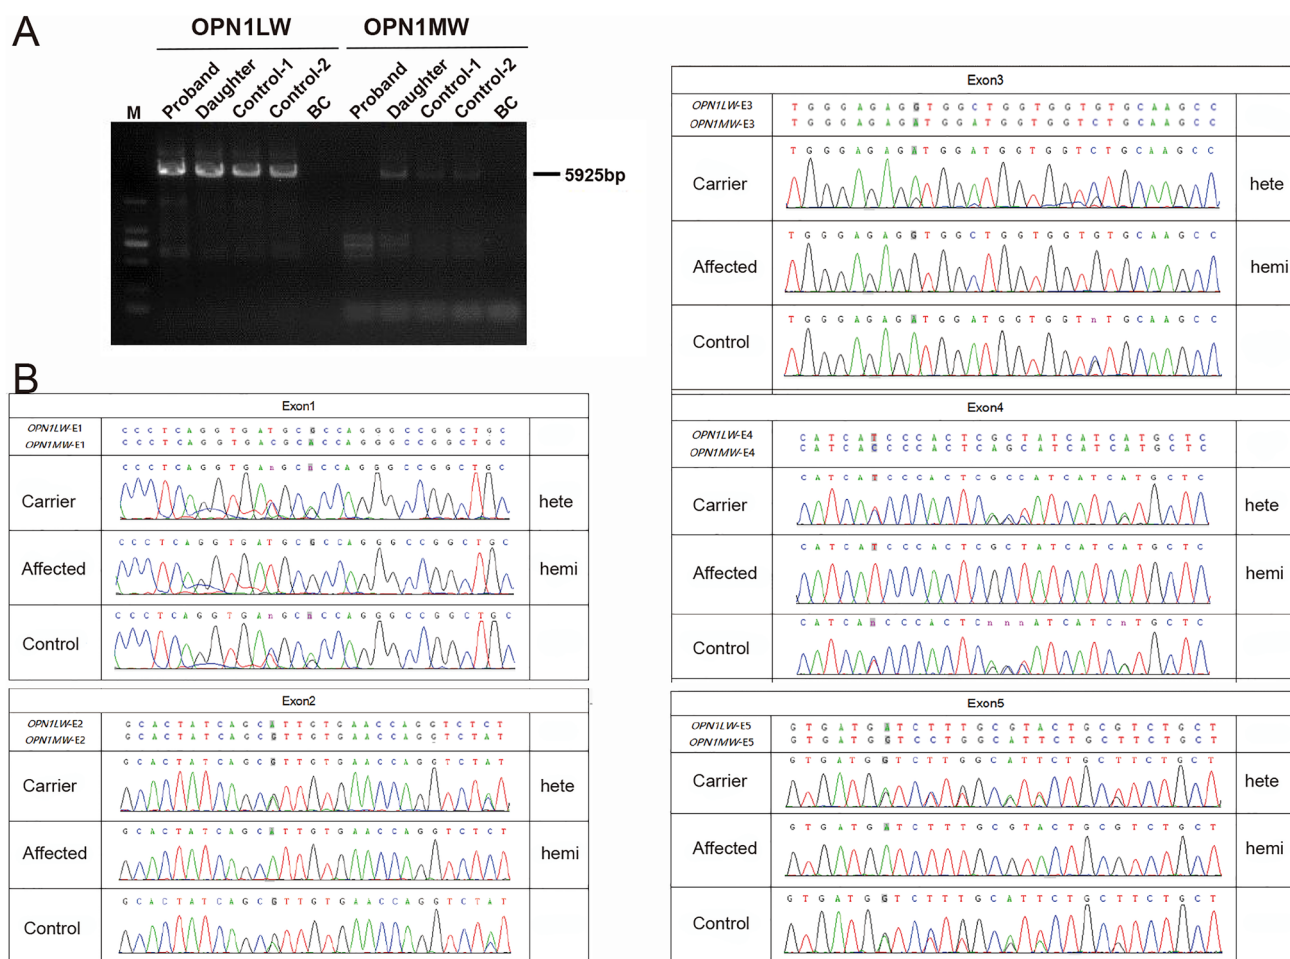 A
OPN1LW OPN1MW
M Proband Daughter Control-1 Control-2 BC Proband Daughter Control-1 Control-2 BC
5925bp
B
Exon1
OPN1LW-E1 C C C T C A G G T G A T G C G C C A G G G C C G G C T G C
OPN1MW-E1 C C C T C A G G T G A C G C A C C A G G G C C G G C T G C
C C C T C A G G T G A n G C n C C A G G G C C G G C T G C
Carrier hete
C C C T C A G G T G A T G C G C C A G G G C C G G C T G C
Affected hemi
C C C T C A G G T G A n G C n C C A G G G C C G G C T G C
Control
Exon2
OPN1LW-E2 G C A C T A T C A G C A T T G T G A A C C A G G T C T C T
OPN1MW-E2 G C A C T A T C A G C G T T G T G A A C C A G G T C T A T
G C A C T A T C A G C G T T G T G A A C C A G G T C T A T
Carrier hete
G C A C T A T C A G C A T T G T G A A C C A G G T C T C T
Affected hemi
G C A C T A T C A G C G T T G T G A A C C A G G T C T A T
Control
Exon3
OPN1LW-E3 T G G G A G A G G T G G C T G G T G G T G T G C A A G C C
OPN1MW-E3 T G G G A G A G A T G G A T G G T G G T C T G C A A G C C
T G G G A G A G A T G G A T G G T G G T C T G C A A G C C
Carrier hete
T G G G A G A G G T G G C T G G T G G T G T G C A A G C C
Affected hemi
T G G G A G A G A T G G A T G G T G G T n T G C A A G C C
Control
Exon4
OPN1LW-E4 C A T C A T C C C A C T C G C T A T C A T C A T G C T C
OPN1MW-E4 C A T C A C C C C A C T C A G C A T C A T C A T G C T C
C A T C A T C C C A C T C G C C A T C A T C A T G C T C
Carrier hete
C A T C A T C C C A C T C G C T A T C A T C A T G C T C
Affected hemi
C A T C A n C C C A C T C n n n A T C A T C n T G C T C
Control
Exon5
OPN1LW-E5 G T G A T G A T C T T T G C G T A C T G C G T C T G C T
OPN1MW-E5 G T G A T G G T C C T G G C A T T C T G C T T C T G C T
G T G A T G G T C T T G G C A T T C T G C T T C T G C T
Carrier hete
G T G A T G A T C T T T G C G T A C T G C G T C T G C T
Affected hemi
G T G A T G G T C T T T G C A T T C T G C T T C T G C T
Control